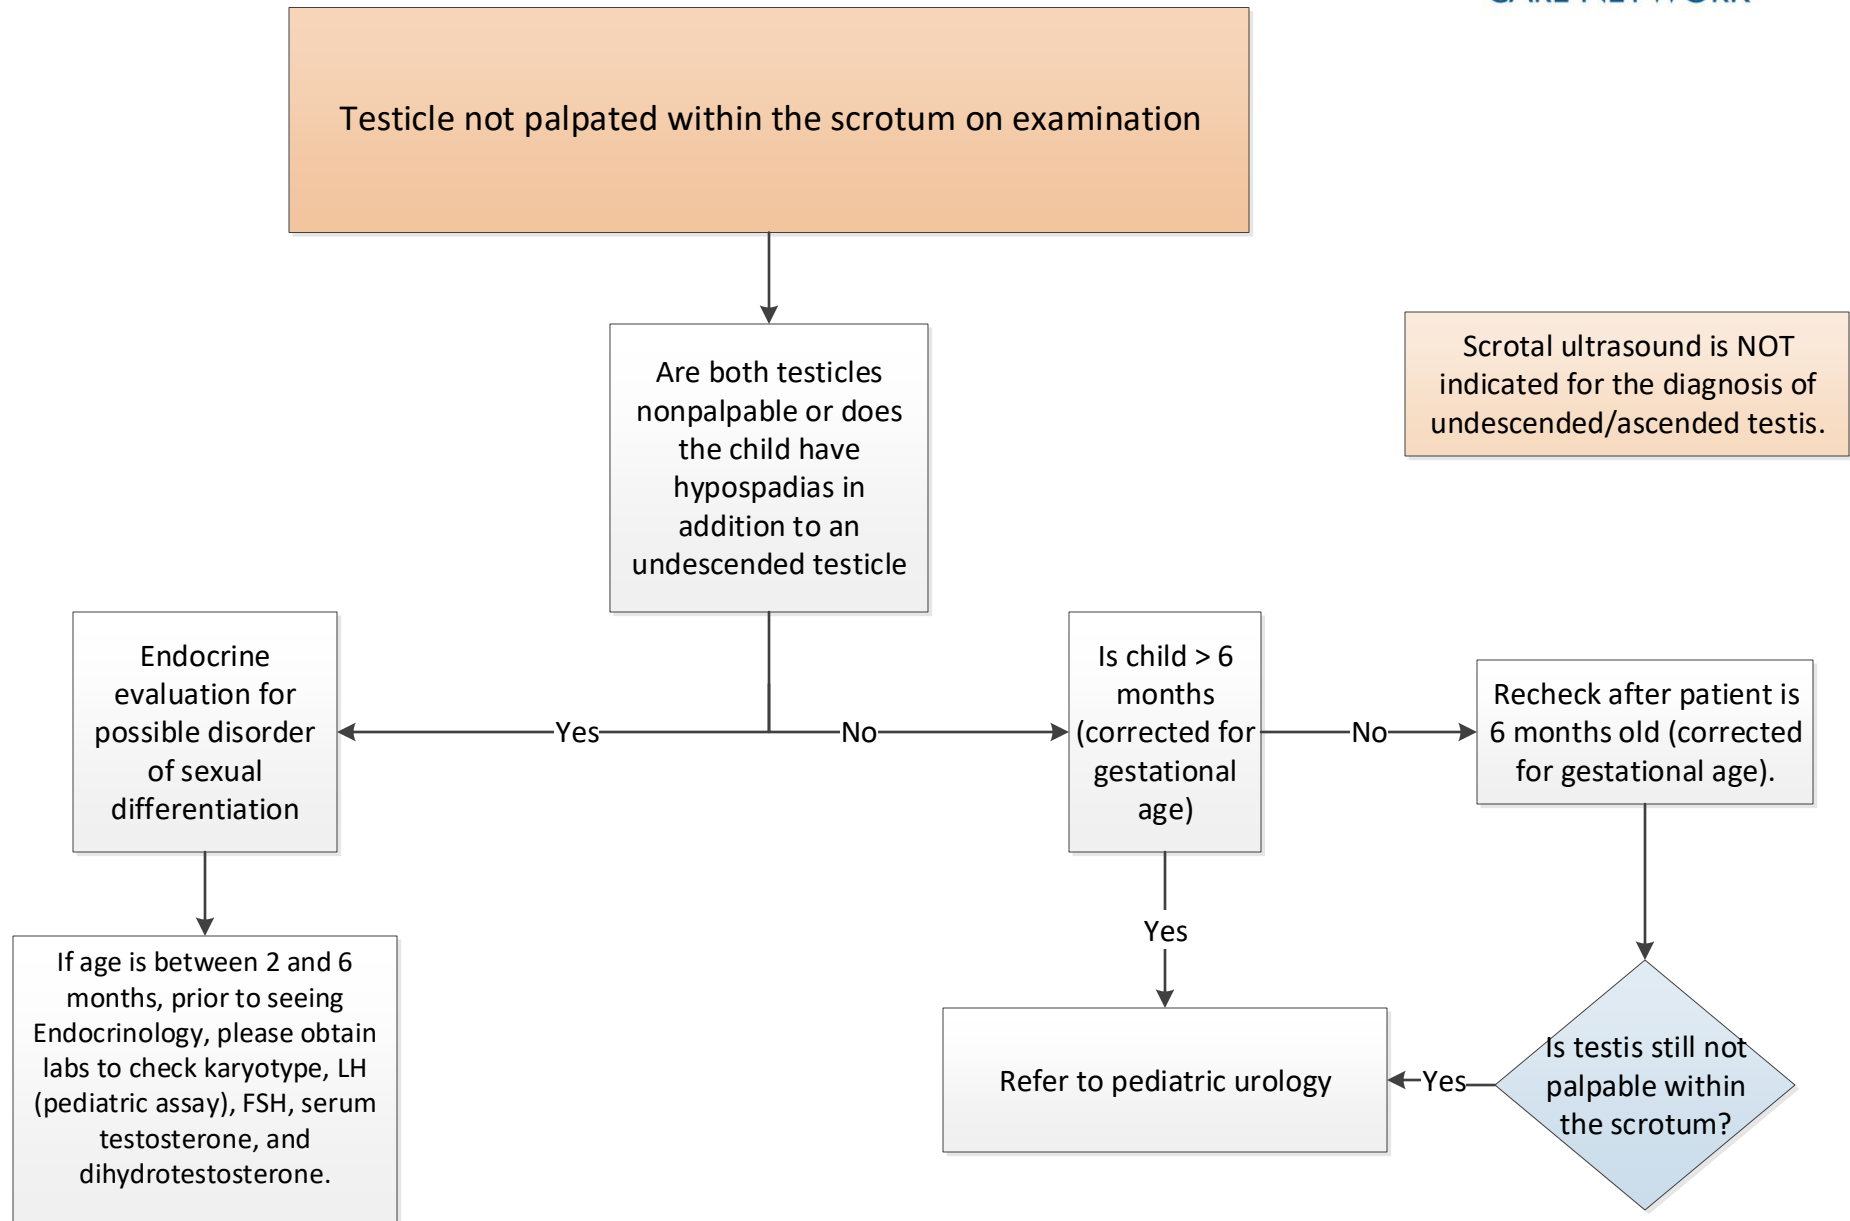 CARE NETWORK
Testicle not palpated within the scrotum on examination
Are both testicles
nonpalpable or does
the child have
hypospadias in
addition to an
undescended testicle
Scrotal ultrasound is NOT
indicated for the diagnosis of
undescended/ascended testis.
Endocrine
evaluation for
possible disorder
of sexual
differentiation
Yes
No
Is child > 6
months
(corrected for
gestational
age)
No
Recheck after patient is
6 months old (corrected
for gestational age).
If age is between 2 and 6
months, prior to seeing
Endocrinology, please obtain
labs to check karyotype, LH
(pediatric assay), FSH, serum
testosterone, and
dihydrotestosterone.
Yes
Refer to pediatric urology
Yes
Is testis still not
palpable within
the scrotum?